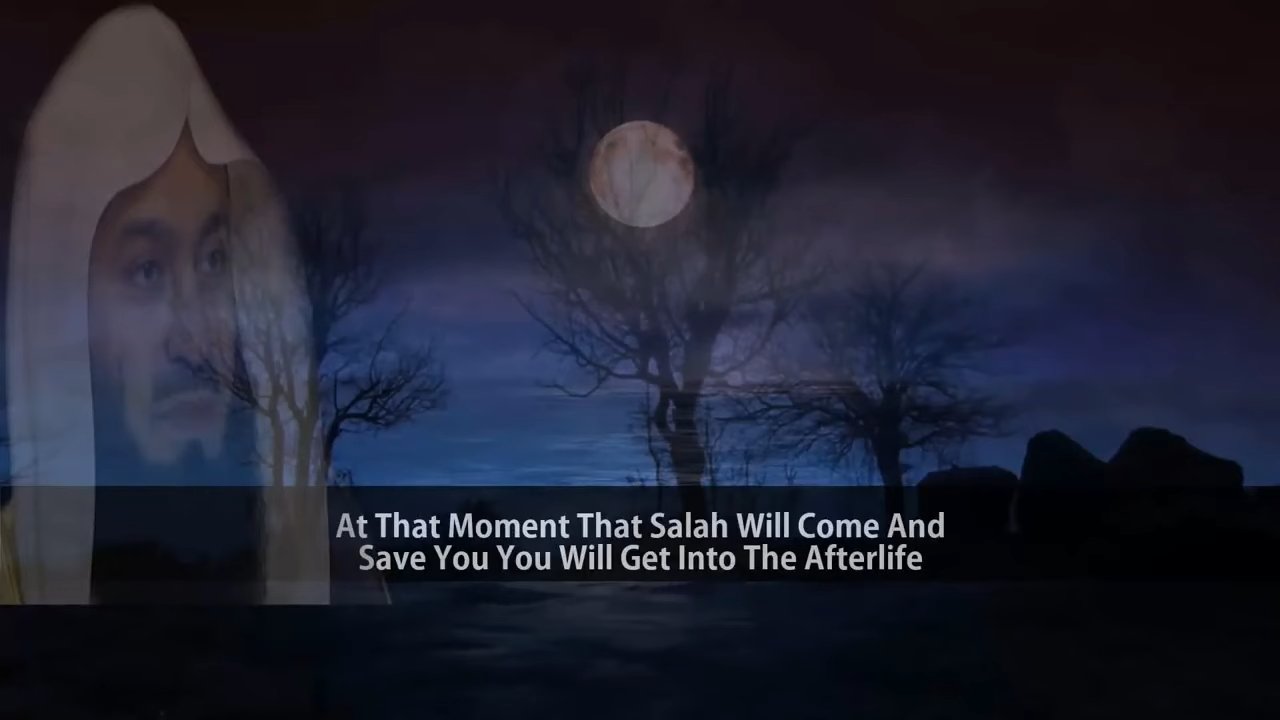 At That Moment That Salah Will Come And
Save You You Will Get Into The Afterlife